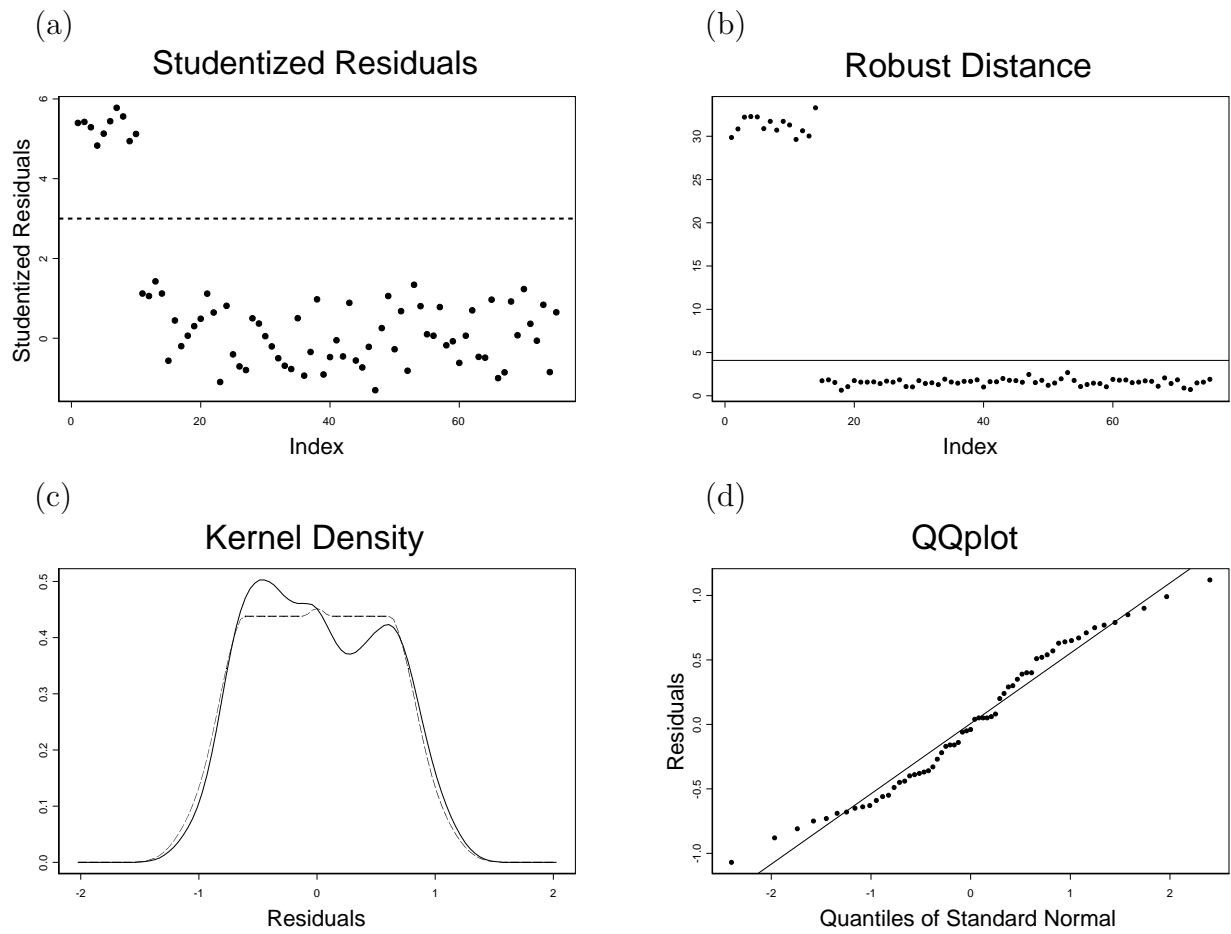 (a)
Studentized Residuals
Studentized Residuals
6
4
2
0
0 20 40 60
Index
(b)
Robust Distance
30
25
20
15
10
5
0
0 20 40 60
Index
(c)
Kernel Density
0.5
0.4
0.3
0.2
0.1
0.0
-2 -1 0 1 2
Residuals
(d)
QQplot
Residuals
1.0
0.5
0.0
-0.5
-1.0
-2 -1 0 1 2
Quantiles of Standard Normal